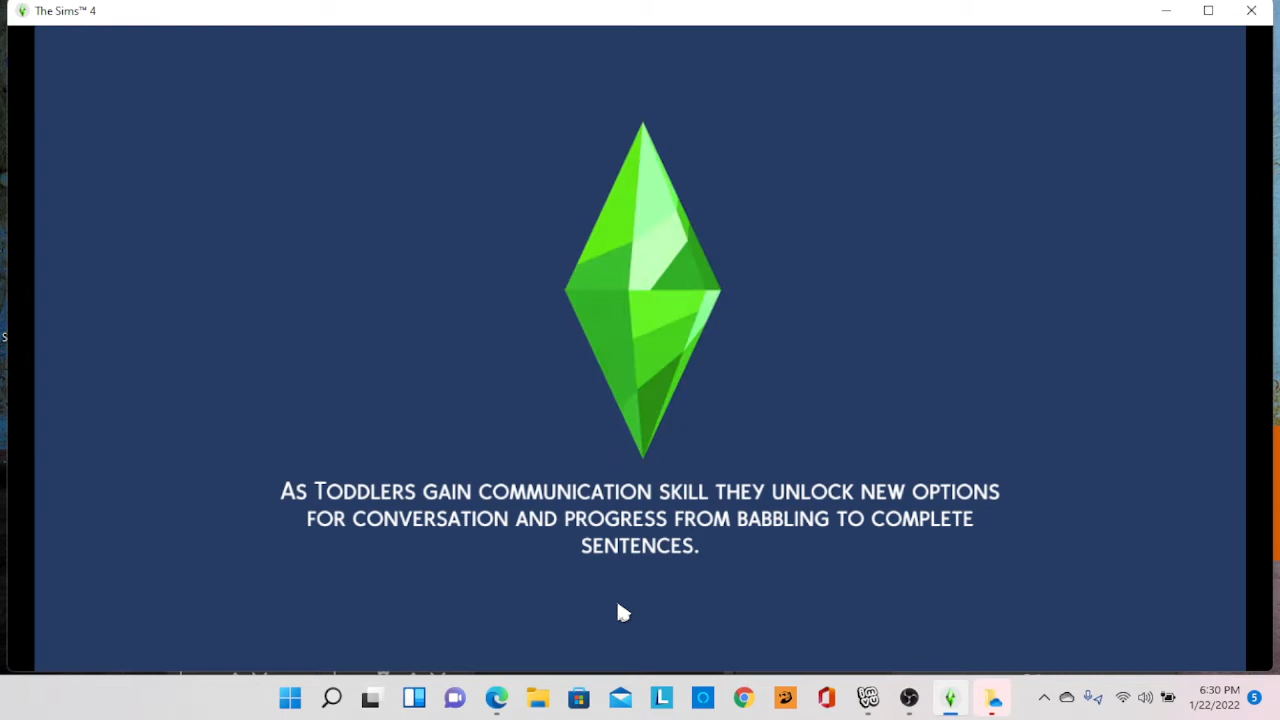 The Sims™ 4
As Toddlers gain communication skill they unlock new options
for conversation and progress from babbling to complete
sentences.
6:30 PM
1/22/2022
5